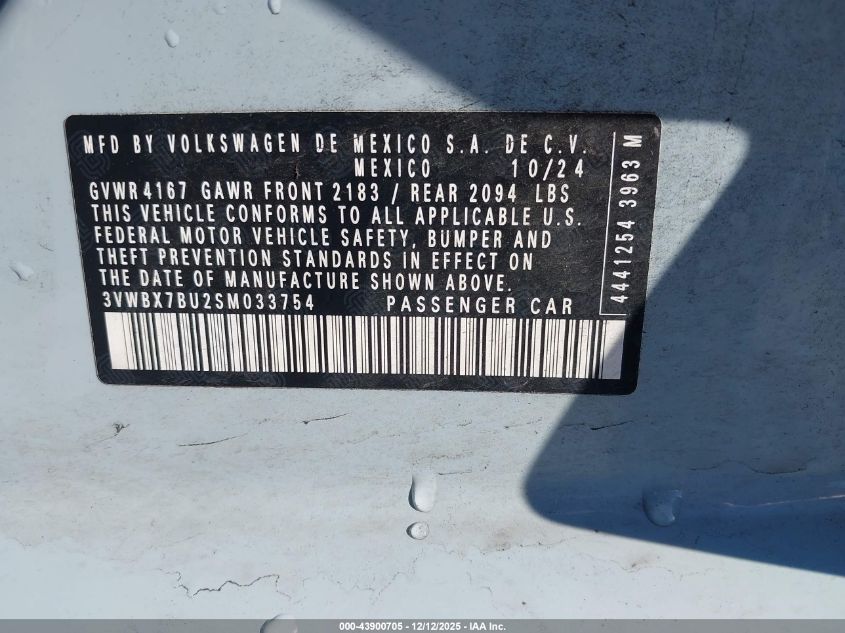 MFD BY VOLKSWAGEN DE MEXICO S.A. DE C.V.
MEXICO 10/24
GVWR 4167 GAWR FRONT 2183 / REAR 2094 LBS
THIS VEHICLE CONFORMS TO ALL APPLICABLE U.S.
FEDERAL MOTOR VEHICLE SAFETY, BUMPER AND
THEFT PREVENTION STANDARDS IN EFFECT ON
THE DATE OF MANUFACTURE SHOWN ABOVE.
3VWBX7BU2SM033754 PASSENGER CAR
4441254 3963 M
000-43900705 - 12/12/2025 - IAA Inc.